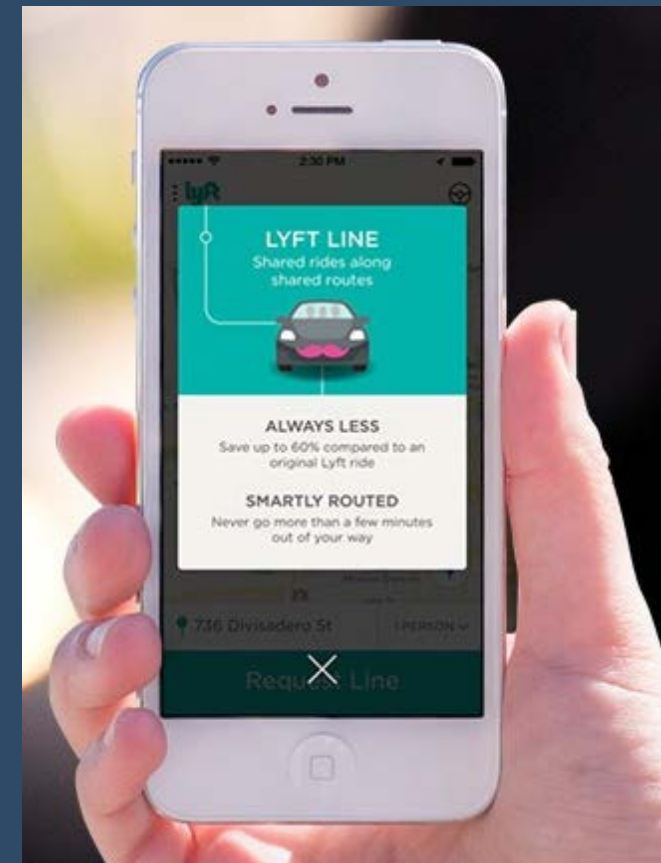 2:30 PM
lyft
LYFT LINE
Shared rides along
shared routes
ALWAYS LESS
Save up to 60% compared to an
original Lyft ride
SMARTLY ROUTED
Never go more than a few minutes
out of your way
736 Divisadero St
1 PERSON
Request Line